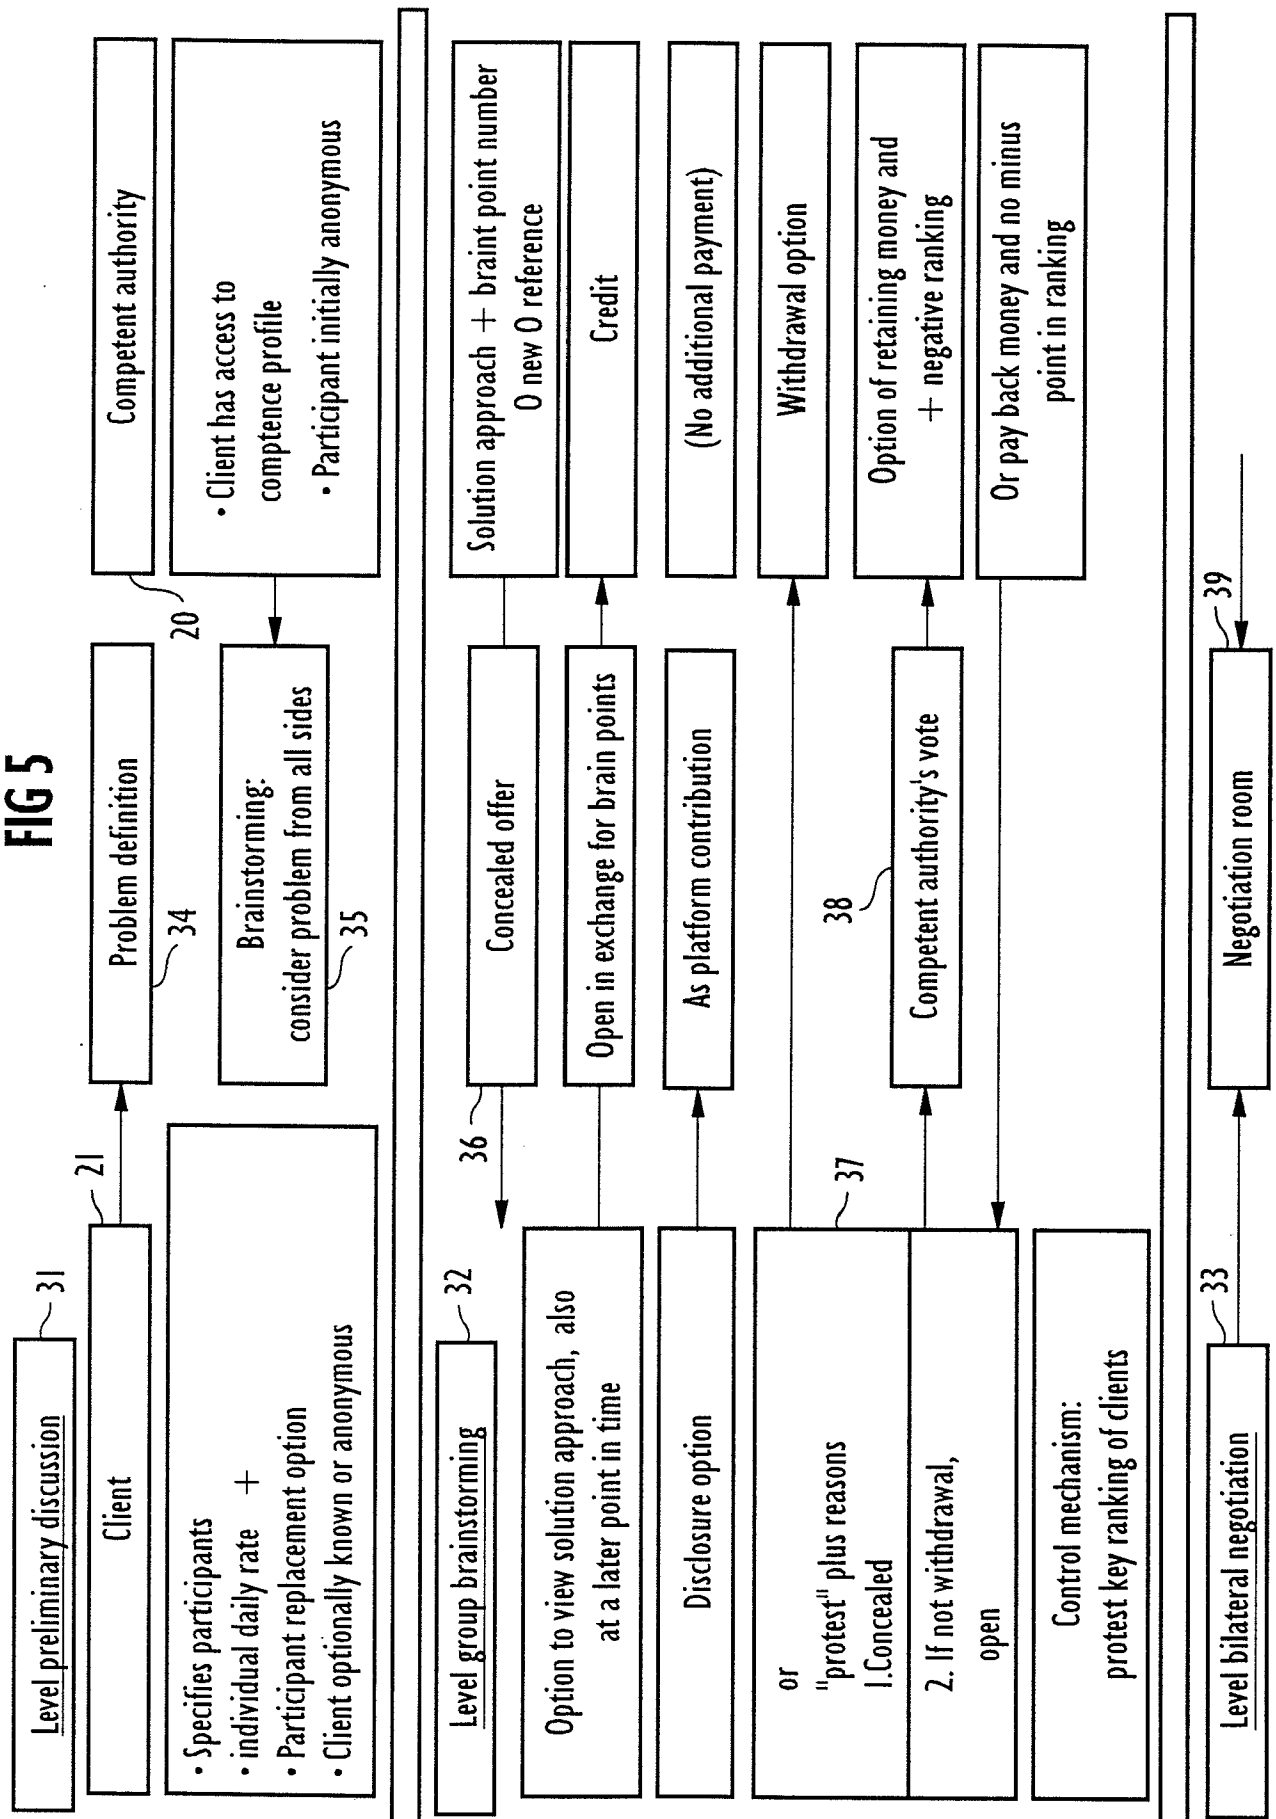 FIG 5
Level preliminary discussion
31
Client
21
Problem definition
34
Competent authority
20
• Specifies participants
• individual daily rate +
• Participant replacement option
• Client optionally known or anonymous
Brainstorming:
consider problem from all sides
35
• Client has access to
comptence profile
• Participant initially anonymous
Level group brainstorming
32
36
Concealed offer
Solution approach + braint point number
O new O reference
Option to view solution approach, also
at a later point in time
Open in exchange for brain points
Credit
Disclosure option
As platform contribution
(No additional payment)
or
"protest" plus reasons
1.Concealed
37
Withdrawal option
2. If not withdrawal,
open
38
Competent authority's vote
Option of retaining money and
+ negative ranking
Or pay back money and no minus
point in ranking
Control mechanism:
protest key ranking of clients
Level bilateral negotiation
33
Negotiation room
39